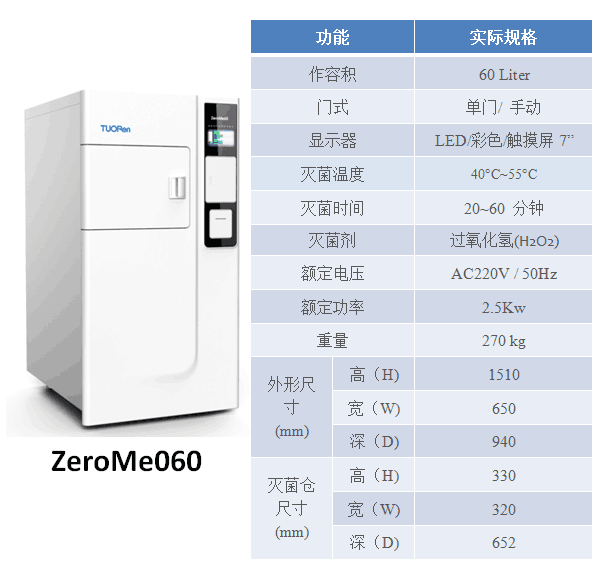 TUORen
ZeroMe60
ZeroMe060
功能 实际规格
作容积 60 Liter
门式 单门/ 手动
显示器 LED/彩色/触摸屏 7”
灭菌温度 40°C~55°C
灭菌时间 20~60 分钟
灭菌剂 过氧化氢(H₂O₂)
额定电压 AC220V / 50Hz
额定功率 2.5Kw
重量 270 kg
外形尺寸 (mm) 高（H) 1510
宽（W) 650
深（D) 940
灭菌仓尺寸 (mm) 高（H) 330
宽（W) 320
深（D) 652